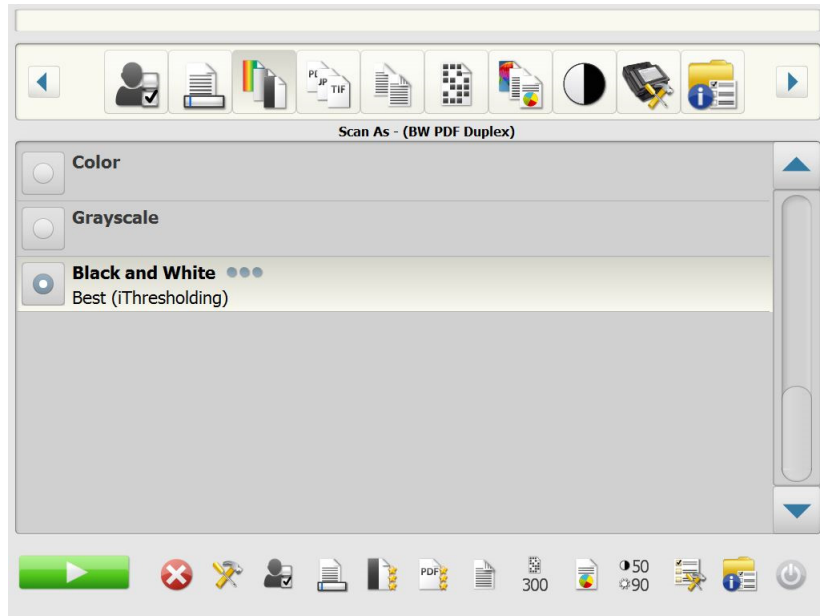 PDF JP TIF
Scan As - (BW PDF Duplex)
Color
Grayscale
Black and White
Best (iThresholding)
PDF
300
50
90